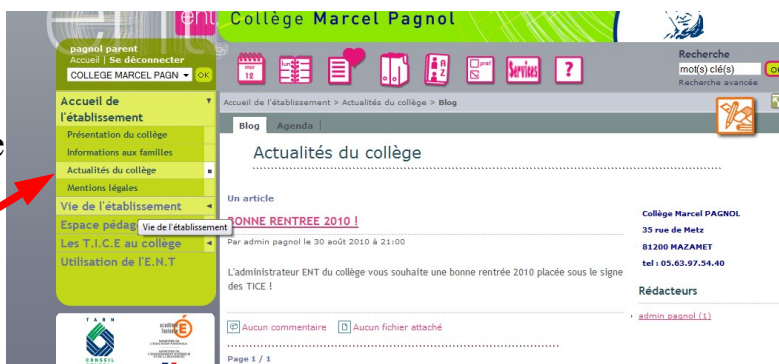 ent
Collège Marcel Pagnol
pagnol parent
Accueil | Se déconnecter
COLLEGE MARCEL PAGN
OK
mar
12
lun
A
Z
pref
Services
?
Recherche
mot(s) clé(s)
Recherche avancée
Accueil de
l'établissement
Présentation du collège
Informations aux familles
Actualités du collège
Mentions légales
Vie de l'établissement
Espace pédag
Vie de l'établissement
Les T.I.C.E au collège
Utilisation de l'E.N.T
TARN
CONSEIL
académie
Toulouse
Accueil de l'établissement > Actualités du collège > Blog
Blog
Agenda
Actualités du collège
Un article
BONNE RENTREE 2010 !
Par admin pagnol le 30 août 2010 à 21:00
L'administrateur ENT du collège vous souhaite une bonne rentrée 2010 placée sous le signe
des TICE !
Aucun commentaire
Aucun fichier attaché
Page 1 / 1
Collège Marcel PAGNOL
35 rue de Metz
81200 MAZAMET
tel : 05.63.97.54.40
Rédacteurs
admin pagnol (1)